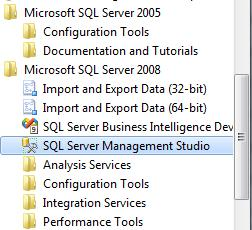 Microsoft SQL Server 2005
Configuration Tools
Documentation and Tutorials
Microsoft SQL Server 2008
Import and Export Data (32-bit)
Import and Export Data (64-bit)
SQL Server Business Intelligence Dev
SQL Server Management Studio
Analysis Services
Configuration Tools
Integration Services
Performance Tools